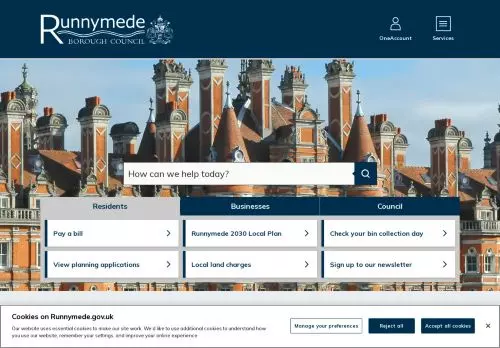 Runnymede
BOROUGH COUNCIL
OneAccount
Services
How can we help today?
Residents
Businesses
Council
Pay a bill
Runnymede 2030 Local Plan
Check your bin collection day
View planning applications
Local land charges
Sign up to our newsletter
Cookies on Runnymede.gov.uk
Our website uses essential cookies to make our site work. We'd like to use additional cookies to understand how
you use our website, remember your settings, and improve your online experience
Manage your preferences
Reject all
Accept all cookies